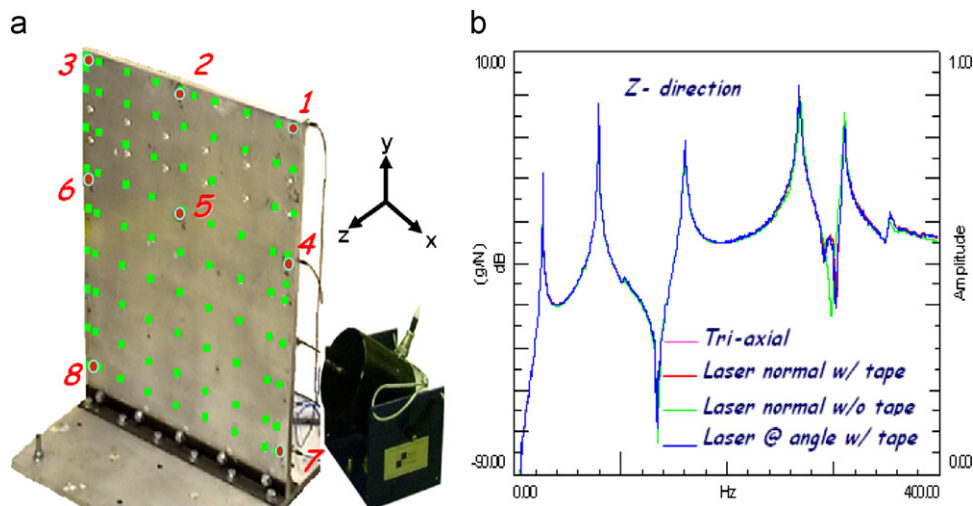 a
3
2
1
6
5
4
8
7
y
z
x
b
10.00
1.00
Z- direction
(g/N)
dB
Amplitude
Tri-axial
Laser normal w/ tape
Laser normal w/o tape
Laser @ angle w/ tape
-90.00
0.00
0.00
Hz
400.00